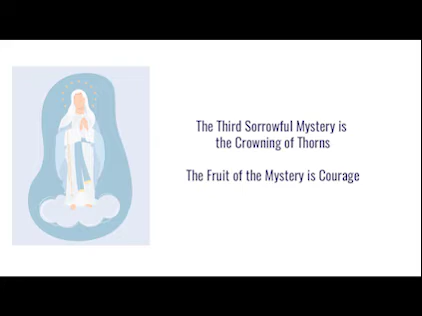 The Third Sorrowful Mystery is
the Crowning of Thorns
The Fruit of the Mystery is Courage